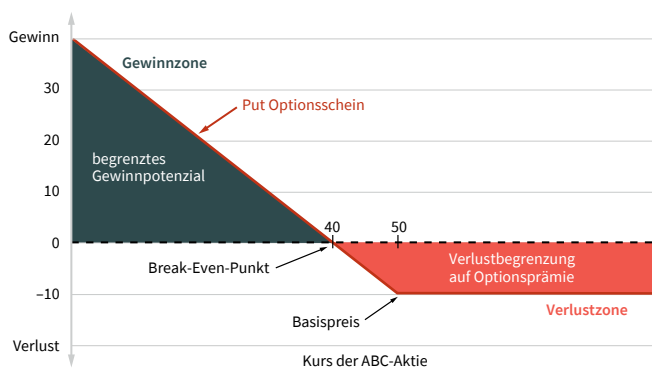 Gewinn
Gewinnzone
30
Put Optionsschein
20
begrenztes
Gewinnpotenzial
10
40
50
0
Break-Even-Punkt
Verlustbegrenzung
auf Optionsprämie
–10
Basispreis
Verlustzone
Verlust
Kurs der ABC-Aktie